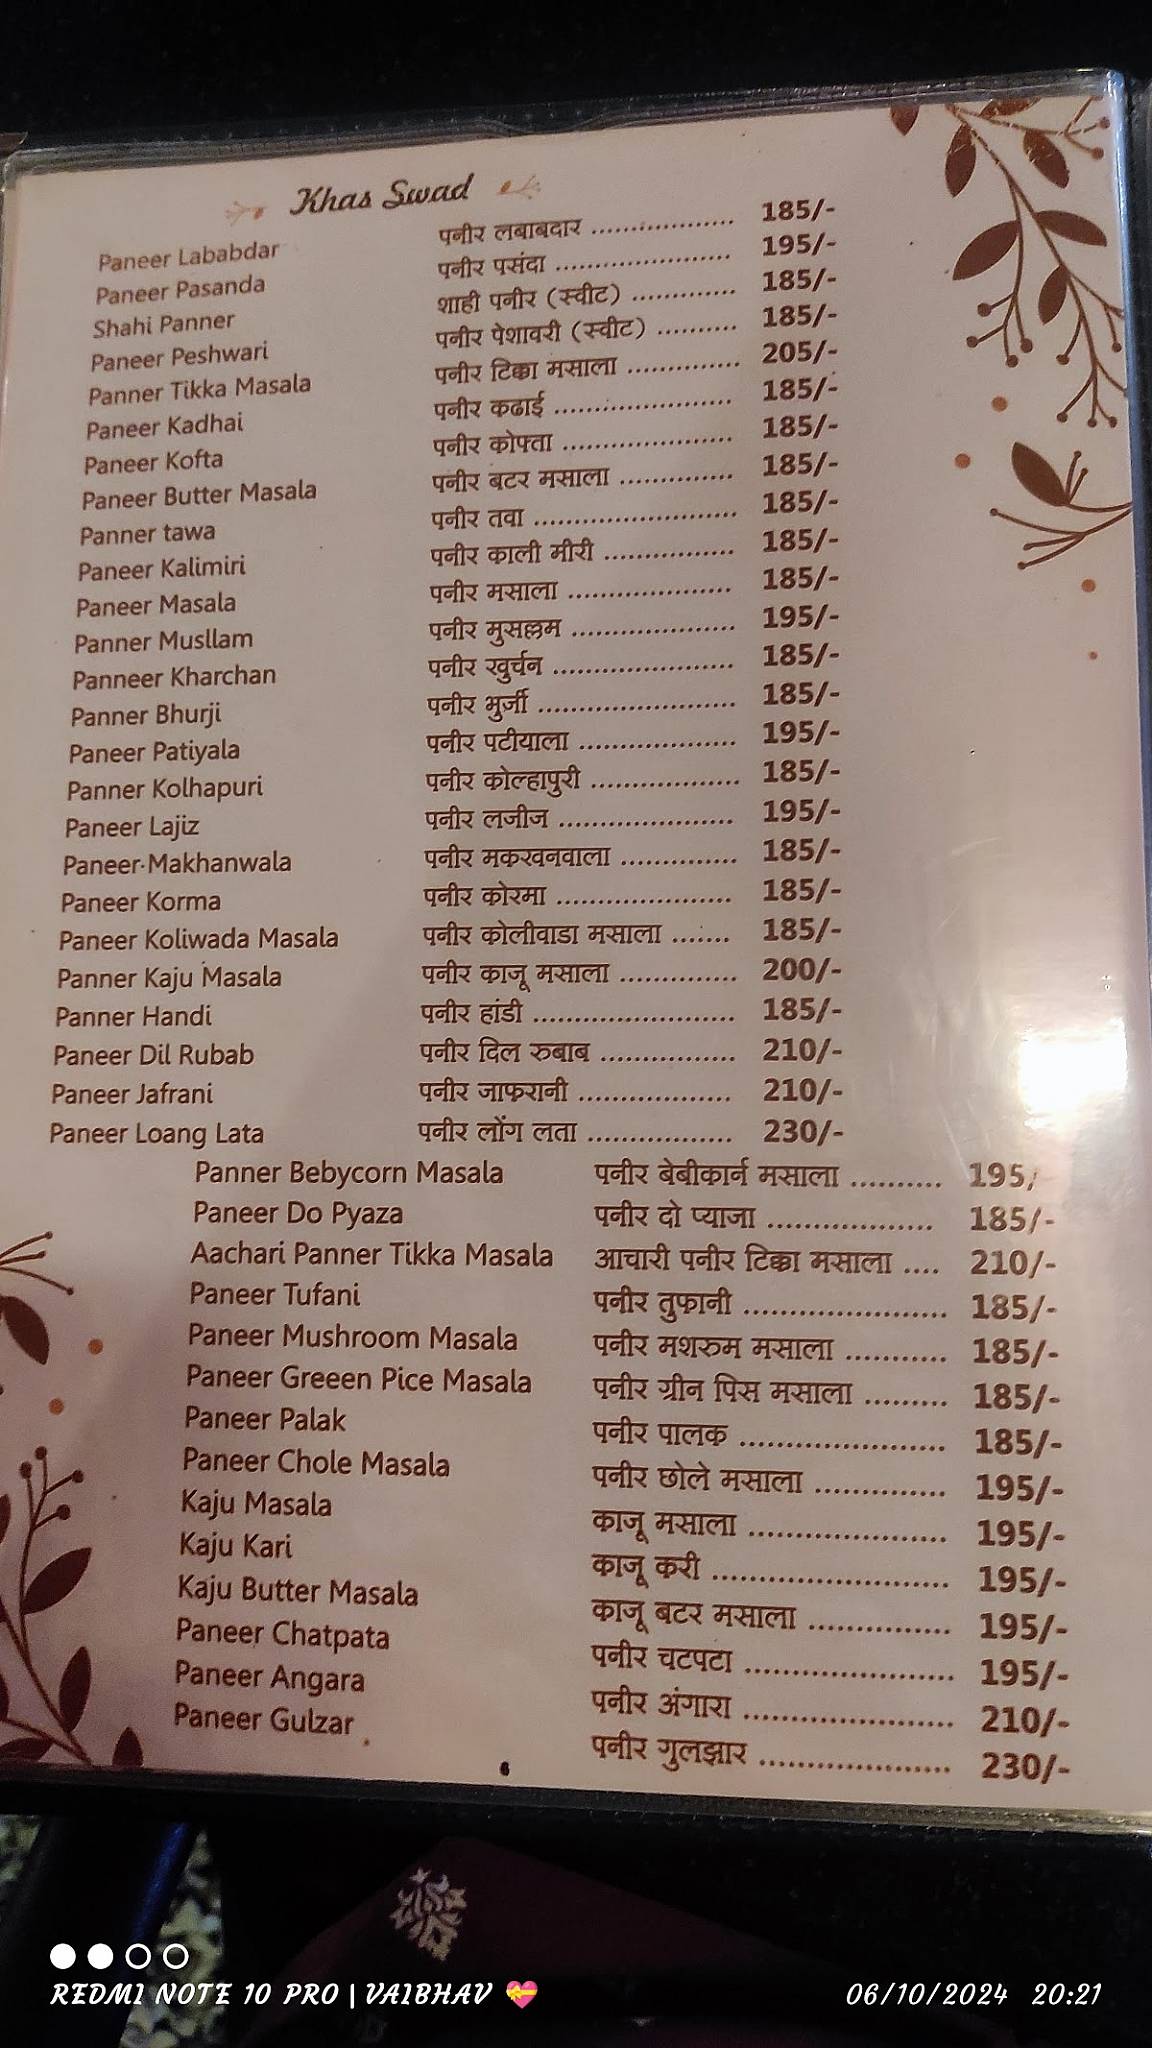 Khas Swad
Paneer Lababdar पनीर लबाबदार .................. 185/-
Paneer Pasanda पनीर पसंदा ...................... 195/-
Shahi Panner शाही पनीर (स्वीट) ............. 185/-
Paneer Peshwari पनीर पेशावरी (स्वीट) .......... 185/-
Panner Tikka Masala पनीर टिक्का मसाला .............. 205/-
Paneer Kadhai पनीर कढाई ....................... 185/-
Paneer Kofta पनीर कोफ्ता ...................... 185/-
Paneer Butter Masala पनीर बटर मसाला ............... 185/-
Panner tawa पनीर तवा .......................... 185/-
Paneer Kalimiri पनीर काली मीरी ................. 185/-
Paneer Masala पनीर मसाला ..................... 185/-
Panner Musllam पनीर मुसल्लम ..................... 195/-
Panneer Kharchan पनीर खुर्चन ....................... 185/-
Panner Bhurji पनीर भुर्जी ......................... 185/-
Paneer Patiyala पनीर पटीयाला .................... 195/-
Panner Kolhapuri पनीर कोल्हापुरी ................... 185/-
Paneer Lajiz पनीर लजीज ...................... 195/-
Paneer Makhanwala पनीर मकखनवाला ............... 185/-
Paneer Korma पनीर कोरमा ...................... 185/-
Paneer Koliwada Masala पनीर कोलीवाडा मसाला ....... 185/-
Panner Kaju Masala पनीर काजू मसाला ............... 200/-
Panner Handi पनीर हांडी .......................... 185/-
Paneer Dil Rubab पनीर दिल रुबाब ................. 210/-
Paneer Jafrani पनीर जाफरानी ................... 210/-
Paneer Loang Lata पनीर लोंग लता .................. 230/-
Panner Bebycorn Masala पनीर बेबीकार्न मसाला .......... 195/-
Paneer Do Pyaza पनीर दो प्याजा ................... 185/-
Aachari Panner Tikka Masala आचारी पनीर टिक्का मसाला .... 210/-
Paneer Tufani पनीर तुफानी ...................... 185/-
Paneer Mushroom Masala पनीर मशरुम मसाला ........... 185/-
Paneer Greeen Pice Masala पनीर ग्रीन पिस मसाला ......... 185/-
Paneer Palak पनीर पालक ....................... 185/-
Paneer Chole Masala पनीर छोले मसाला .............. 195/-
Kaju Masala काजू मसाला ...................... 195/-
Kaju Kari काजू करी .......................... 195/-
Kaju Butter Masala काजू बटर मसाला ............... 195/-
Paneer Chatpata पनीर चटपटा ....................... 195/-
Paneer Angara पनीर अंगारा ....................... 210/-
Paneer Gulzar पनीर गुलझार ..................... 230/-
6
REDMI NOTE 10 PRO | VAIBHAV 💝
06/10/2024 20:21